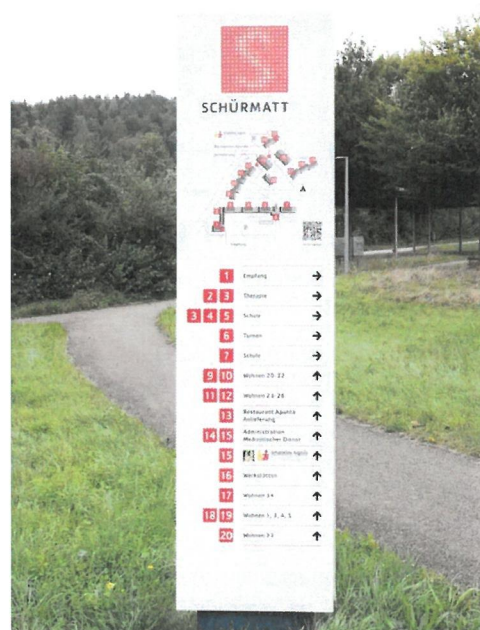 S
SCHÜRMATT
1 Empfang →
2 3 Therapie →
3 4 5 Schule →
6 Turnen →
7 Schule →
9 10 Wohnen 20-22 ↑
11 12 Wohnen 23-28 ↑
13 Restaurant Ajunta
Anlieferung ↑
14 15 Administration
Medizinischer Dienst ↑
15 ↑
16 Werkstätten ↑
17 Wohnen 14 ↑
18 19 Wohnen 1, 2, 4, 5 ↑
20 Wohnen 23 ↑